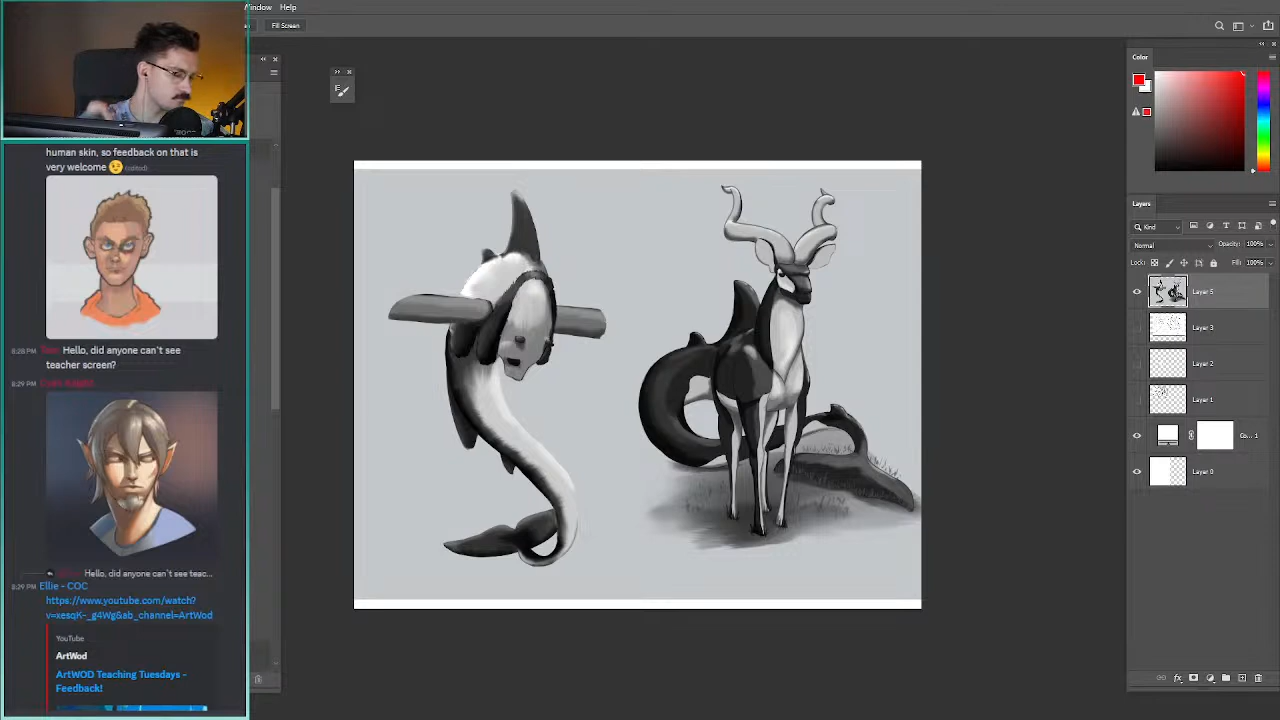 Window Help
Fill Screen
human skin, so feedback on that is
very welcome (edited)
8:28 PM
Hello, did anyone can't see
teacher screen?
8:29 PM
Hello, did anyone can't see teac...
8:29 PM Ellie - COC
https://www.youtube.com/watch?
v=xesqK-_g4Wg&ab_channel=ArtWod
YouTube
ArtWod
ArtWOD Teaching Tuesdays -
Feedback!
Color
Layers
Kind
Normal
Opacity: 100%
Lock:
Fill: 100%
Layer 5
Layer 3
Layer 2
Layer 1
Co... 1
Layer 0